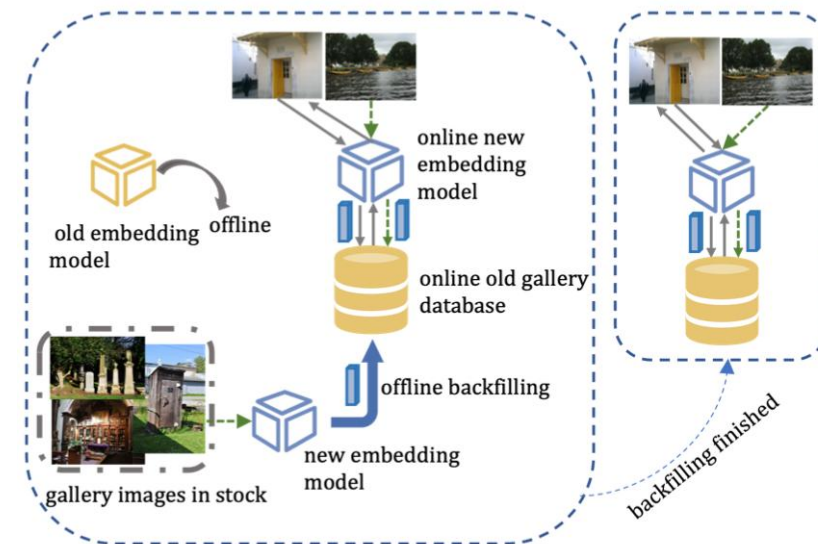 online new
embedding
model
old embedding
model
offline
online old gallery
database
offline backfilling
new embedding
model
gallery images in stock
backfilling finished